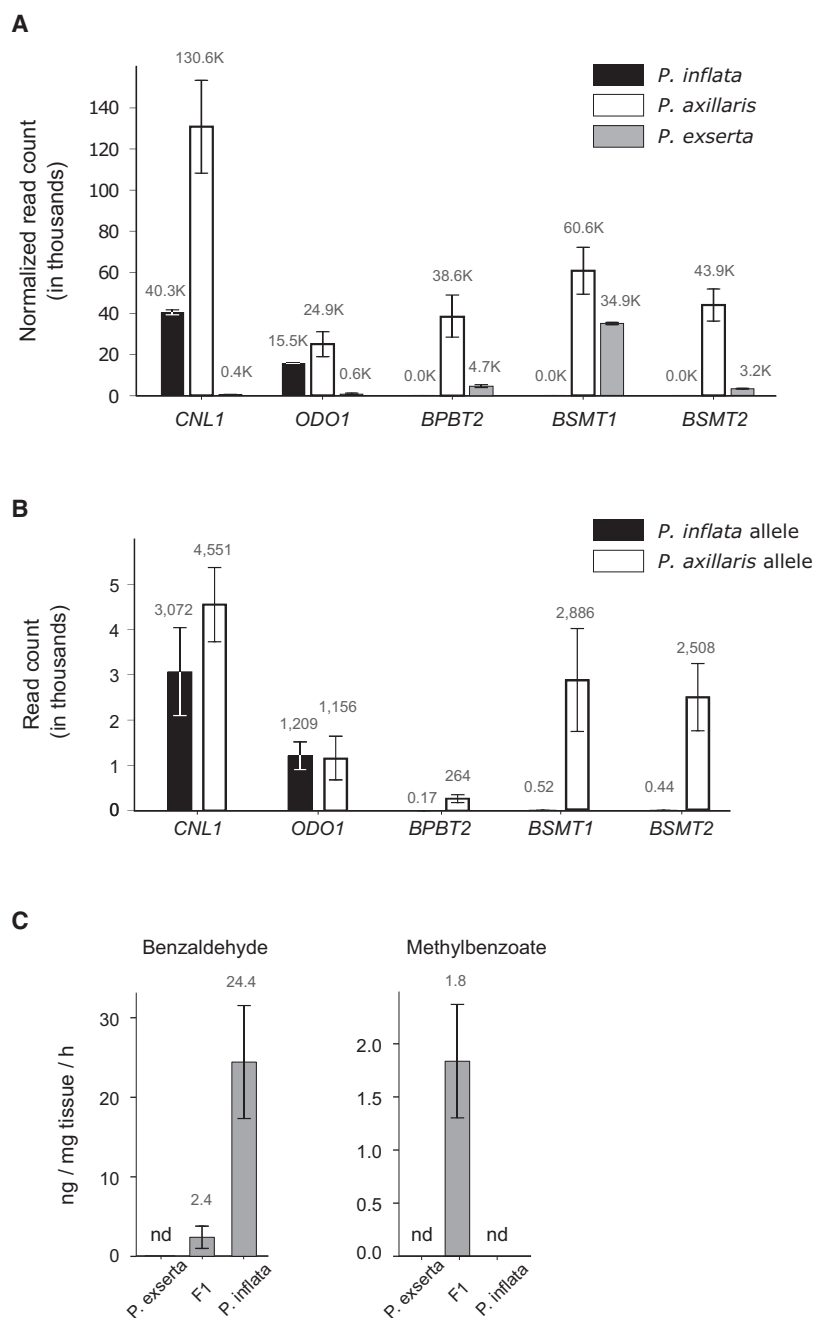 A
130.6K
140
120
100
80
60
40
20
0
Normalized read count
(in thousands)
P. inflata
P. axillaris
P. exserta
40.3K
0.4K
15.5K
24.9K
0.6K
0.0K
38.6K
4.7K
0.0K
60.6K
34.9K
0.0K
43.9K
3.2K
CNL1 ODO1 BPBT2 BSMT1 BSMT2
B
P. inflata allele
P. axillaris allele
5
4
3
2
1
0
Read count
(in thousands)
3,072
4,551
1,209
1,156
0.17
264
0.52
2,886
0.44
2,508
CNL1 ODO1 BPBT2 BSMT1 BSMT2
C
Benzaldehyde
ng / mg tissue / h
30
20
10
0
nd
2.4
24.4
P. exserta
F1
P. inflata
Methylbenzoate
2.0
1.5
1.0
0.5
0.0
nd
1.8
nd
P. exserta
F1
P. inflata